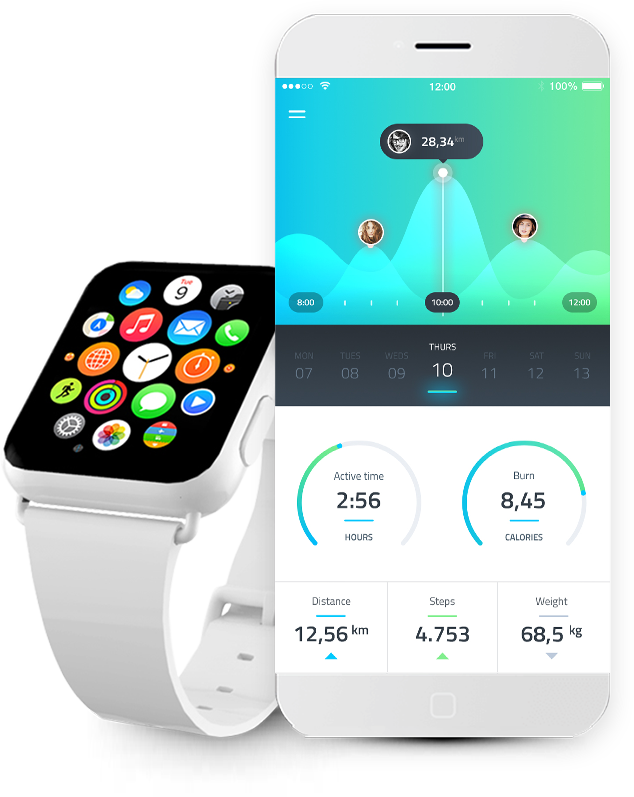 12:00
100%
28,34 km
8:00
10:00
12:00
MON TUES WEDS THURS FRI SAT SUN
07 08 09 10 11 12 13
Active time
2:56
HOURS
Burn
8,45
CALORIES
Distance
12,56 km
Steps
4.753
Weight
68,5 kg
Tue
9